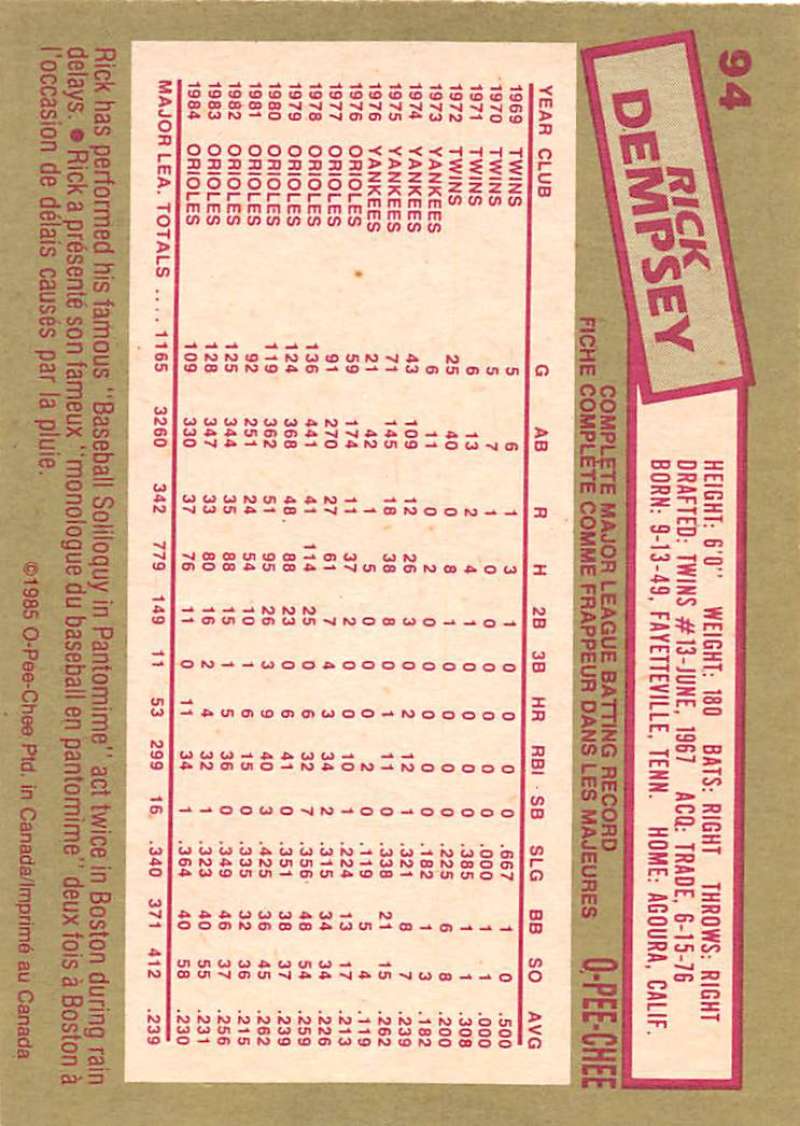 94
RICK
DEMPSEY
HEIGHT: 6'0" WEIGHT: 180 BATS: RIGHT THROWS: RIGHT
DRAFTED: TWINS #13-JUNE, 1967 ACQ: TRADE, 6-15-76
BORN: 9-13-49, FAYETTEVILLE, TENN. HOME: AGOURA, CALIF.
COMPLETE MAJOR LEAGUE BATTING RECORD
FICHE COMPLÈTE COMME FRAPPEUR DANS LES MAJEURES O-PEE-CHEE
YEAR CLUB G AB R H 2B 3B HR RBI SB SLG BB SO AVG
1969 TWINS 5 6 1 3 1 0 0 0 0 .667 1 0 .500
1970 TWINS 5 7 1 0 0 0 0 0 0 .000 1 1 .000
1971 TWINS 6 13 2 4 1 0 0 0 0 .385 1 1 .308
1972 TWINS 25 40 0 8 1 0 0 0 0 .225 6 8 .200
1973 YANKEES 6 11 0 2 0 0 0 0 0 .182 1 3 .182
1974 YANKEES 43 109 12 26 3 0 2 12 1 .321 8 7 .239
1975 YANKEES 71 145 18 38 8 0 1 11 0 .338 21 15 .262
1976 YANKEES 21 42 1 5 0 0 0 2 0 .119 5 4 .119
1976 ORIOLES 59 174 11 37 2 0 0 10 1 .224 13 17 .213
1977 ORIOLES 91 270 27 61 7 4 3 34 2 .315 34 34 .226
1978 ORIOLES 136 441 41 114 25 0 6 32 7 .356 48 54 .259
1979 ORIOLES 124 368 48 88 23 0 6 41 0 .351 38 37 .239
1980 ORIOLES 119 362 51 95 26 3 9 40 3 .425 36 45 .262
1981 ORIOLES 92 251 24 54 10 1 6 15 0 .335 32 36 .215
1982 ORIOLES 125 344 35 88 15 1 5 36 0 .349 46 37 .256
1983 ORIOLES 128 347 33 80 16 2 4 32 1 .323 40 55 .231
1984 ORIOLES 109 330 37 76 11 0 11 34 1 .364 40 58 .230
MAJOR LEA. TOTALS .... 1165 3260 342 779 149 11 53 299 16 .340 371 412 .239
Rick has performed his famous "Baseball Soliloquy in Pantomime" act twice in Boston during rain
delays. • Rick a présenté son fameux "monologue du baseball en pantomime" deux fois à Boston à
l'occasion de délais causés par la pluie.
©1985 O-Pee-Chee Ptd. in Canada/Imprimé au Canada